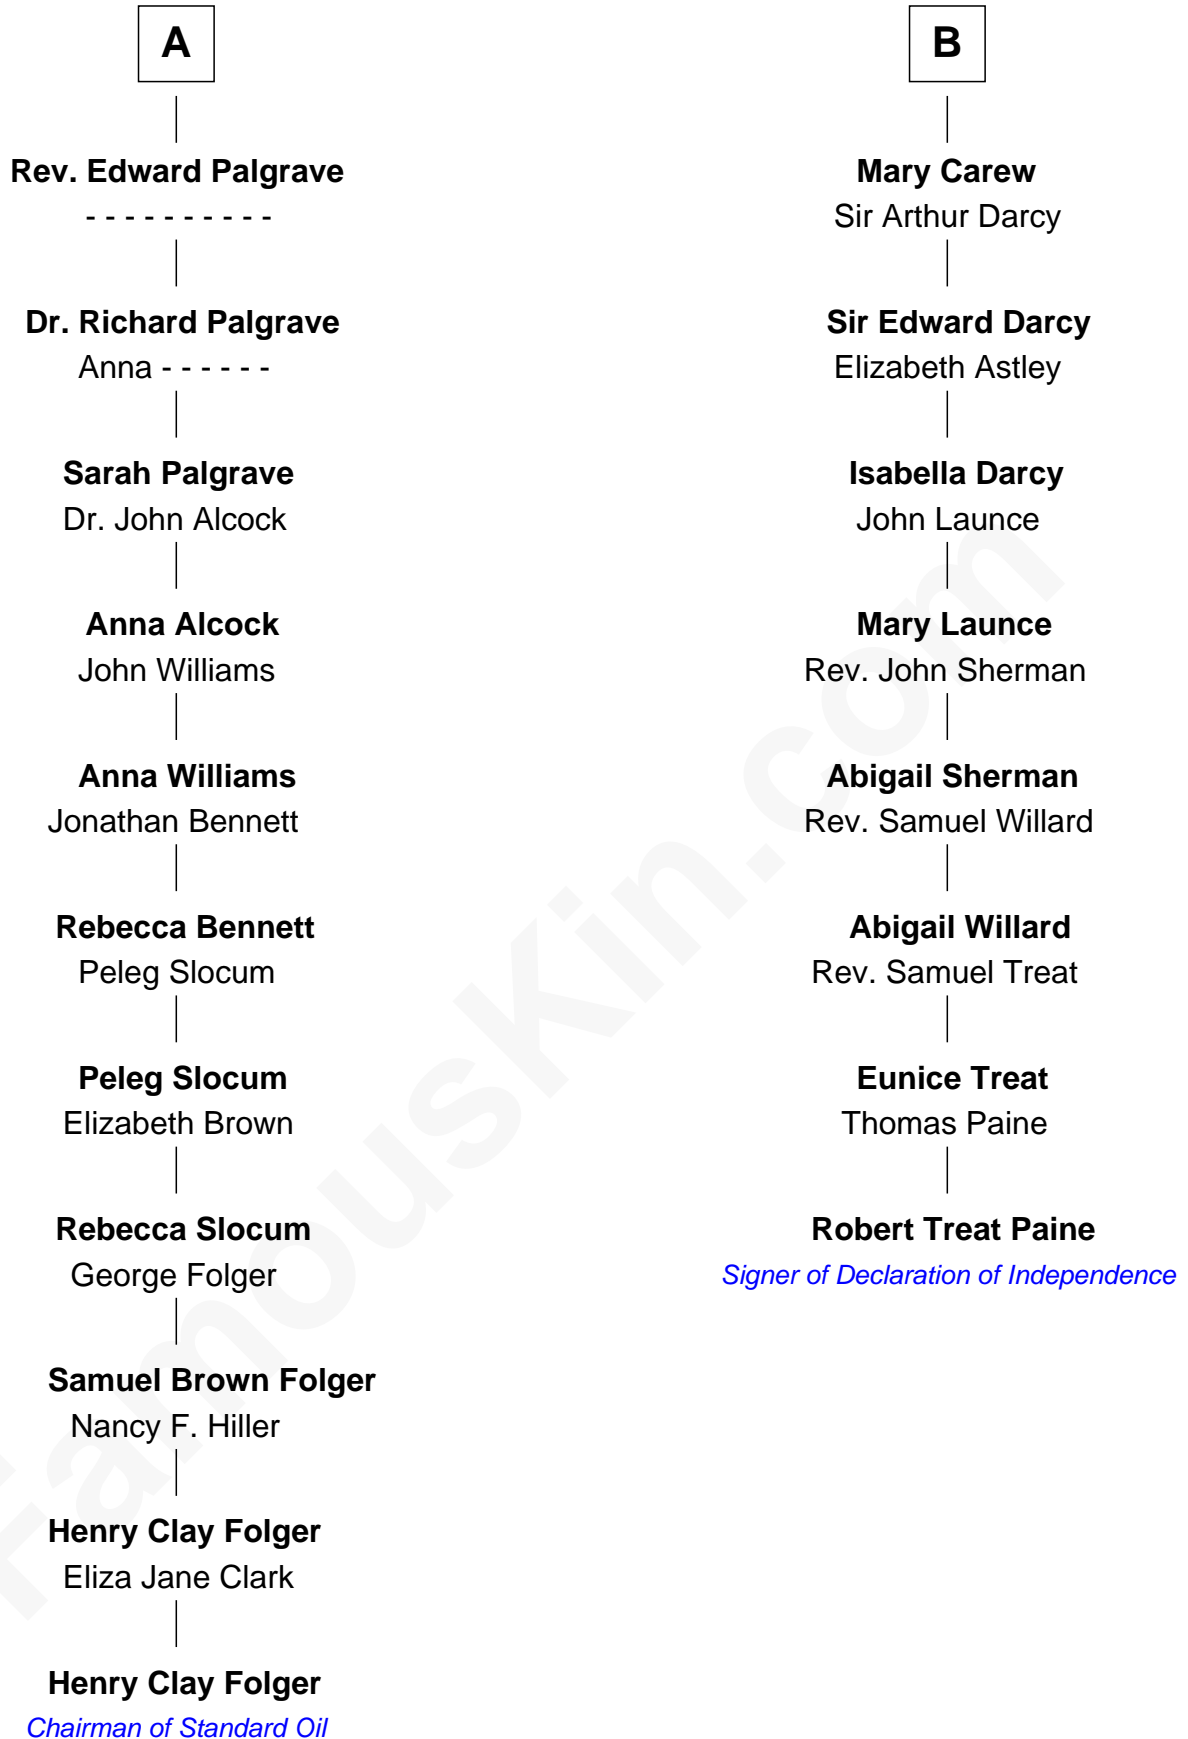 A
Rev. Edward Palgrave
- - - - - - - - - -
Dr. Richard Palgrave
Anna - - - - - -
Sarah Palgrave
Dr. John Alcock
Anna Alcock
John Williams
Anna Williams
Jonathan Bennett
Rebecca Bennett
Peleg Slocum
Peleg Slocum
Elizabeth Brown
Rebecca Slocum
George Folger
Samuel Brown Folger
Nancy F. Hiller
Henry Clay Folger
Eliza Jane Clark
Henry Clay Folger
Chairman of Standard Oil
B
Mary Carew
Sir Arthur Darcy
Sir Edward Darcy
Elizabeth Astley
Isabella Darcy
John Launce
Mary Launce
Rev. John Sherman
Abigail Sherman
Rev. Samuel Willard
Abigail Willard
Rev. Samuel Treat
Eunice Treat
Thomas Paine
Robert Treat Paine
Signer of Declaration of Independence
FamousKin.com